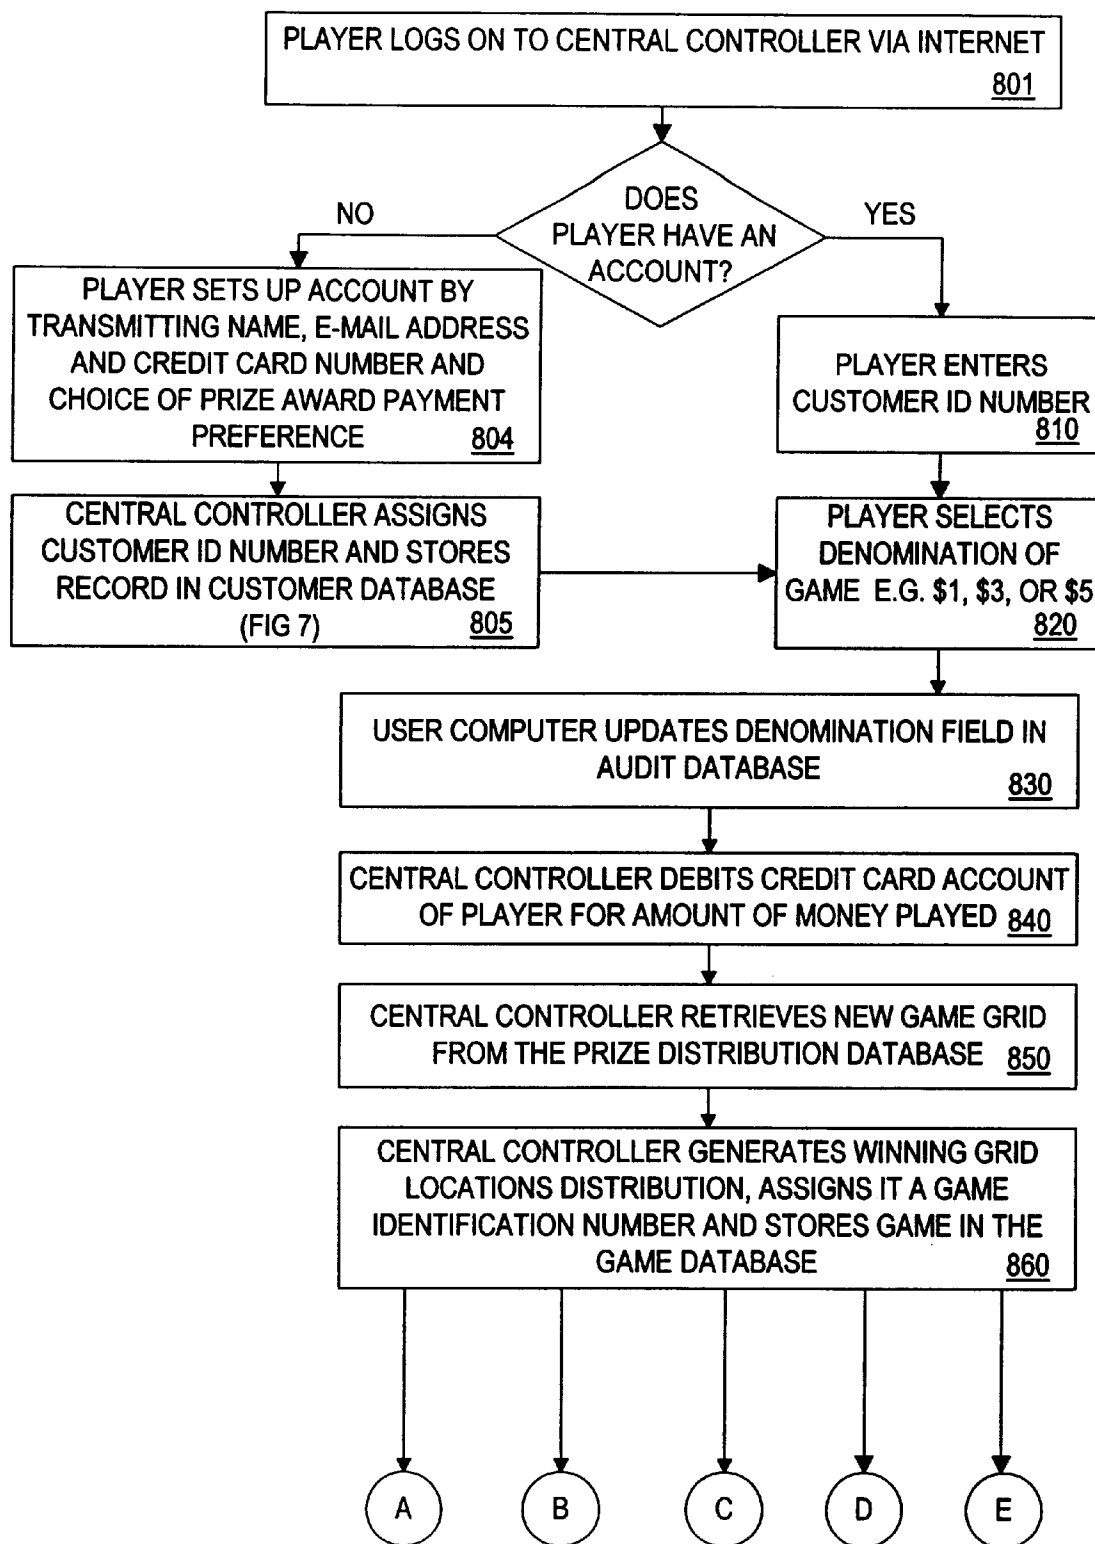 PLAYER LOGS ON TO CENTRAL CONTROLLER VIA INTERNET
801
DOES
PLAYER HAVE AN
ACCOUNT?
NO
YES
PLAYER SETS UP ACCOUNT BY
TRANSMITTING NAME, E-MAIL ADDRESS
AND CREDIT CARD NUMBER AND
CHOICE OF PRIZE AWARD PAYMENT
PREFERENCE 804
PLAYER ENTERS
CUSTOMER ID NUMBER
810
CENTRAL CONTROLLER ASSIGNS
CUSTOMER ID NUMBER AND STORES
RECORD IN CUSTOMER DATABASE
(FIG 7) 805
PLAYER SELECTS
DENOMINATION OF
GAME E.G. $1, $3, OR $5
820
USER COMPUTER UPDATES DENOMINATION FIELD IN
AUDIT DATABASE
830
CENTRAL CONTROLLER DEBITS CREDIT CARD ACCOUNT
OF PLAYER FOR AMOUNT OF MONEY PLAYED 840
CENTRAL CONTROLLER RETRIEVES NEW GAME GRID
FROM THE PRIZE DISTRIBUTION DATABASE 850
CENTRAL CONTROLLER GENERATES WINNING GRID
LOCATIONS DISTRIBUTION, ASSIGNS IT A GAME
IDENTIFICATION NUMBER AND STORES GAME IN THE
GAME DATABASE 860
A B C D E